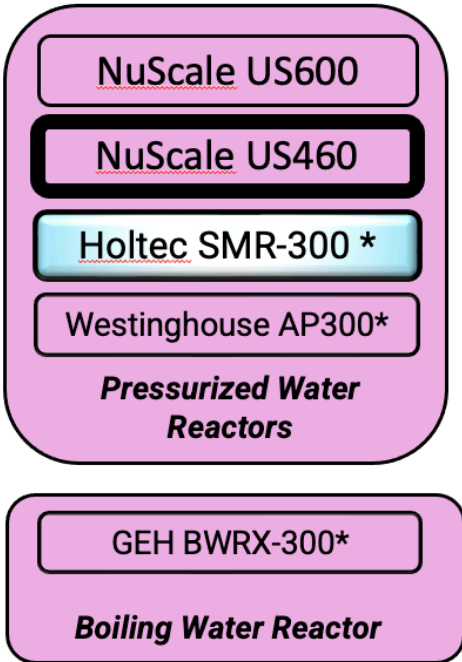 NuScale US600
NuScale US460
Holtec SMR-300 *
Westinghouse AP300*
Pressurized Water
Reactors
GEH BWRX-300*
Boiling Water Reactor